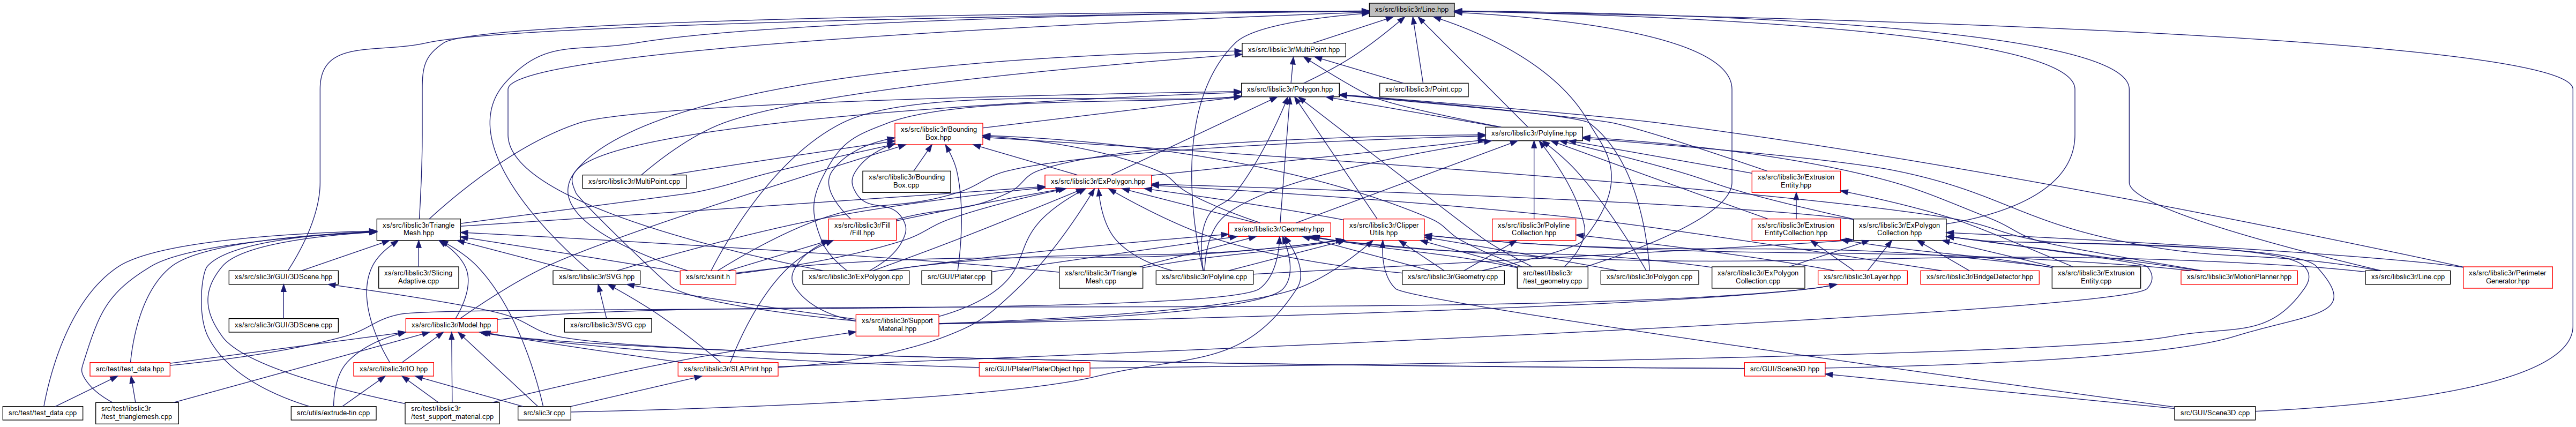 xs/src/libslic3r/Line.hpp
xs/src/libslic3r/MultiPoint.hpp
xs/src/libslic3r/Polygon.hpp
xs/src/libslic3r/Point.cpp
xs/src/libslic3r/Bounding
Box.hpp
xs/src/libslic3r/Polyline.hpp
xs/src/libslic3r/MultiPoint.cpp
xs/src/libslic3r/Bounding
Box.cpp
xs/src/libslic3r/ExPolygon.hpp
xs/src/libslic3r/Extrusion
Entity.hpp
xs/src/libslic3r/Triangle
Mesh.hpp
xs/src/libslic3r/Fill
/Fill.hpp
xs/src/libslic3r/Geometry.hpp
xs/src/libslic3r/Clipper
Utils.hpp
xs/src/libslic3r/Polyline
Collection.hpp
xs/src/libslic3r/Extrusion
EntityCollection.hpp
xs/src/libslic3r/ExPolygon
Collection.hpp
xs/src/slic3r/GUI/3DScene.hpp
xs/src/libslic3r/Slicing
Adaptive.cpp
xs/src/libslic3r/SVG.hpp
xs/src/xsinit.h
xs/src/libslic3r/ExPolygon.cpp
src/GUI/Plater.cpp
xs/src/libslic3r/Triangle
Mesh.cpp
xs/src/libslic3r/Polyline.cpp
xs/src/libslic3r/Geometry.cpp
src/test/libslic3r
/test_geometry.cpp
xs/src/libslic3r/Polygon.cpp
xs/src/libslic3r/ExPolygon
Collection.cpp
xs/src/libslic3r/Layer.hpp
xs/src/libslic3r/BridgeDetector.hpp
xs/src/libslic3r/Extrusion
Entity.cpp
xs/src/libslic3r/MotionPlanner.hpp
xs/src/libslic3r/Line.cpp
xs/src/libslic3r/Perimeter
Generator.hpp
xs/src/slic3r/GUI/3DScene.cpp
xs/src/libslic3r/Model.hpp
xs/src/libslic3r/SVG.cpp
xs/src/libslic3r/Support
Material.hpp
src/test/test_data.hpp
xs/src/libslic3r/IO.hpp
xs/src/libslic3r/SLAPrint.hpp
src/GUI/Plater/PlaterObject.hpp
src/GUI/Scene3D.hpp
src/test/test_data.cpp
src/test/libslic3r
/test_trianglemesh.cpp
src/utils/extrude-tin.cpp
src/test/libslic3r
/test_support_material.cpp
src/slic3r.cpp
src/GUI/Scene3D.cpp